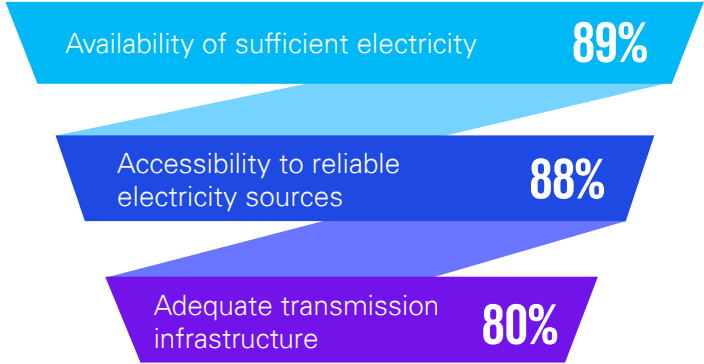 Availability of sufficient electricity 89%
Accessibility to reliable
electricity sources 88%
Adequate transmission
infrastructure 80%